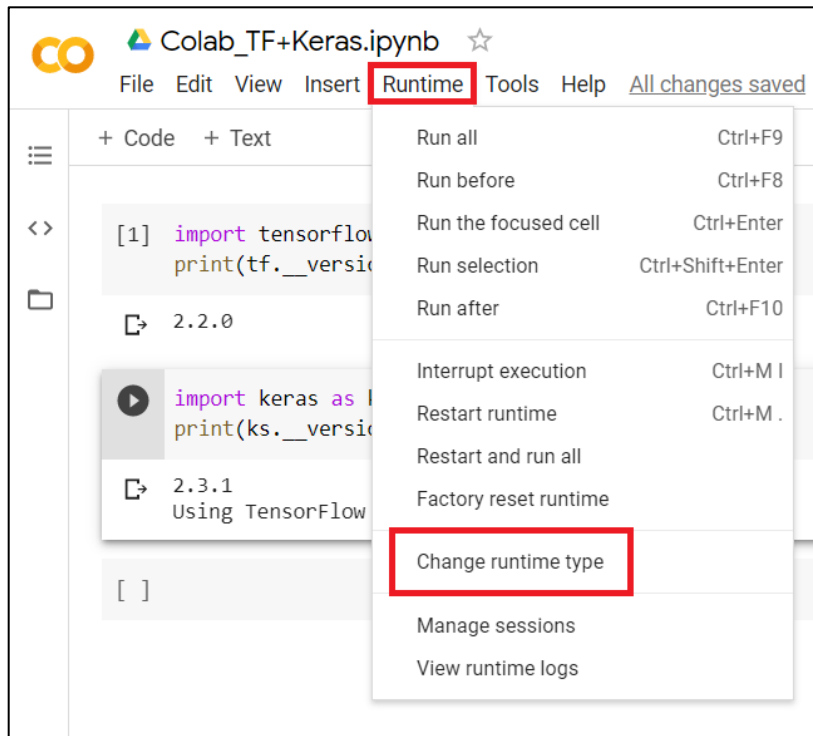 Colab_TF+Keras.ipynb
File Edit View Insert Runtime Tools Help All changes saved
+ Code + Text
Run all Ctrl+F9
Run before Ctrl+F8
Run the focused cell Ctrl+Enter
Run selection Ctrl+Shift+Enter
Run after Ctrl+F10
Interrupt execution Ctrl+M I
Restart runtime Ctrl+M .
Restart and run all
Factory reset runtime
Change runtime type
Manage sessions
View runtime logs
[1] import tensorflow
print(tf.__versio
2.2.0
import keras as k
print(ks.__versio
2.3.1
Using TensorFlow
[ ]